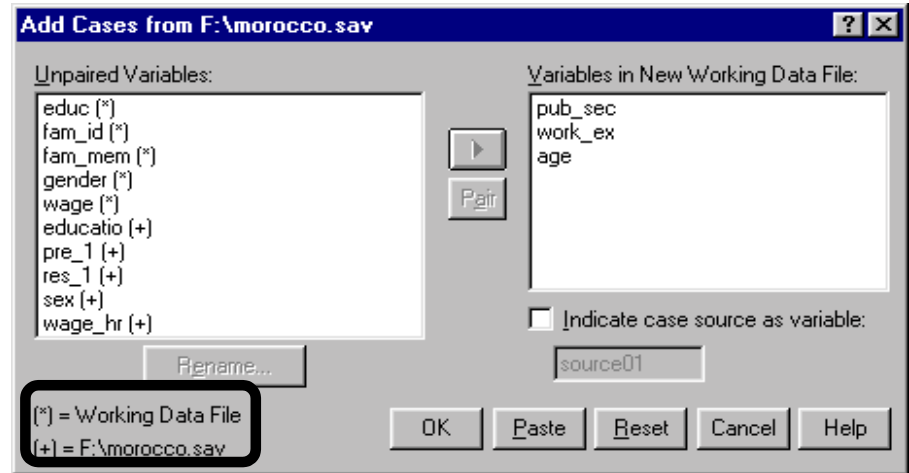 Add Cases from F:\morocco.sav
Unpaired Variables:
educ (*)
fam_id (*)
fam_mem (*)
gender (*)
wage (*)
educatio (+)
pre_1 (+)
res_1 (+)
sex (+)
wage_hr (+)
Pair
Variables in New Working Data File:
pub_sec
work_ex
age
Indicate case source as variable:
source01
Rename...
(*) = Working Data File
(+) = F:\morocco.sav
OK
Paste
Reset
Cancel
Help